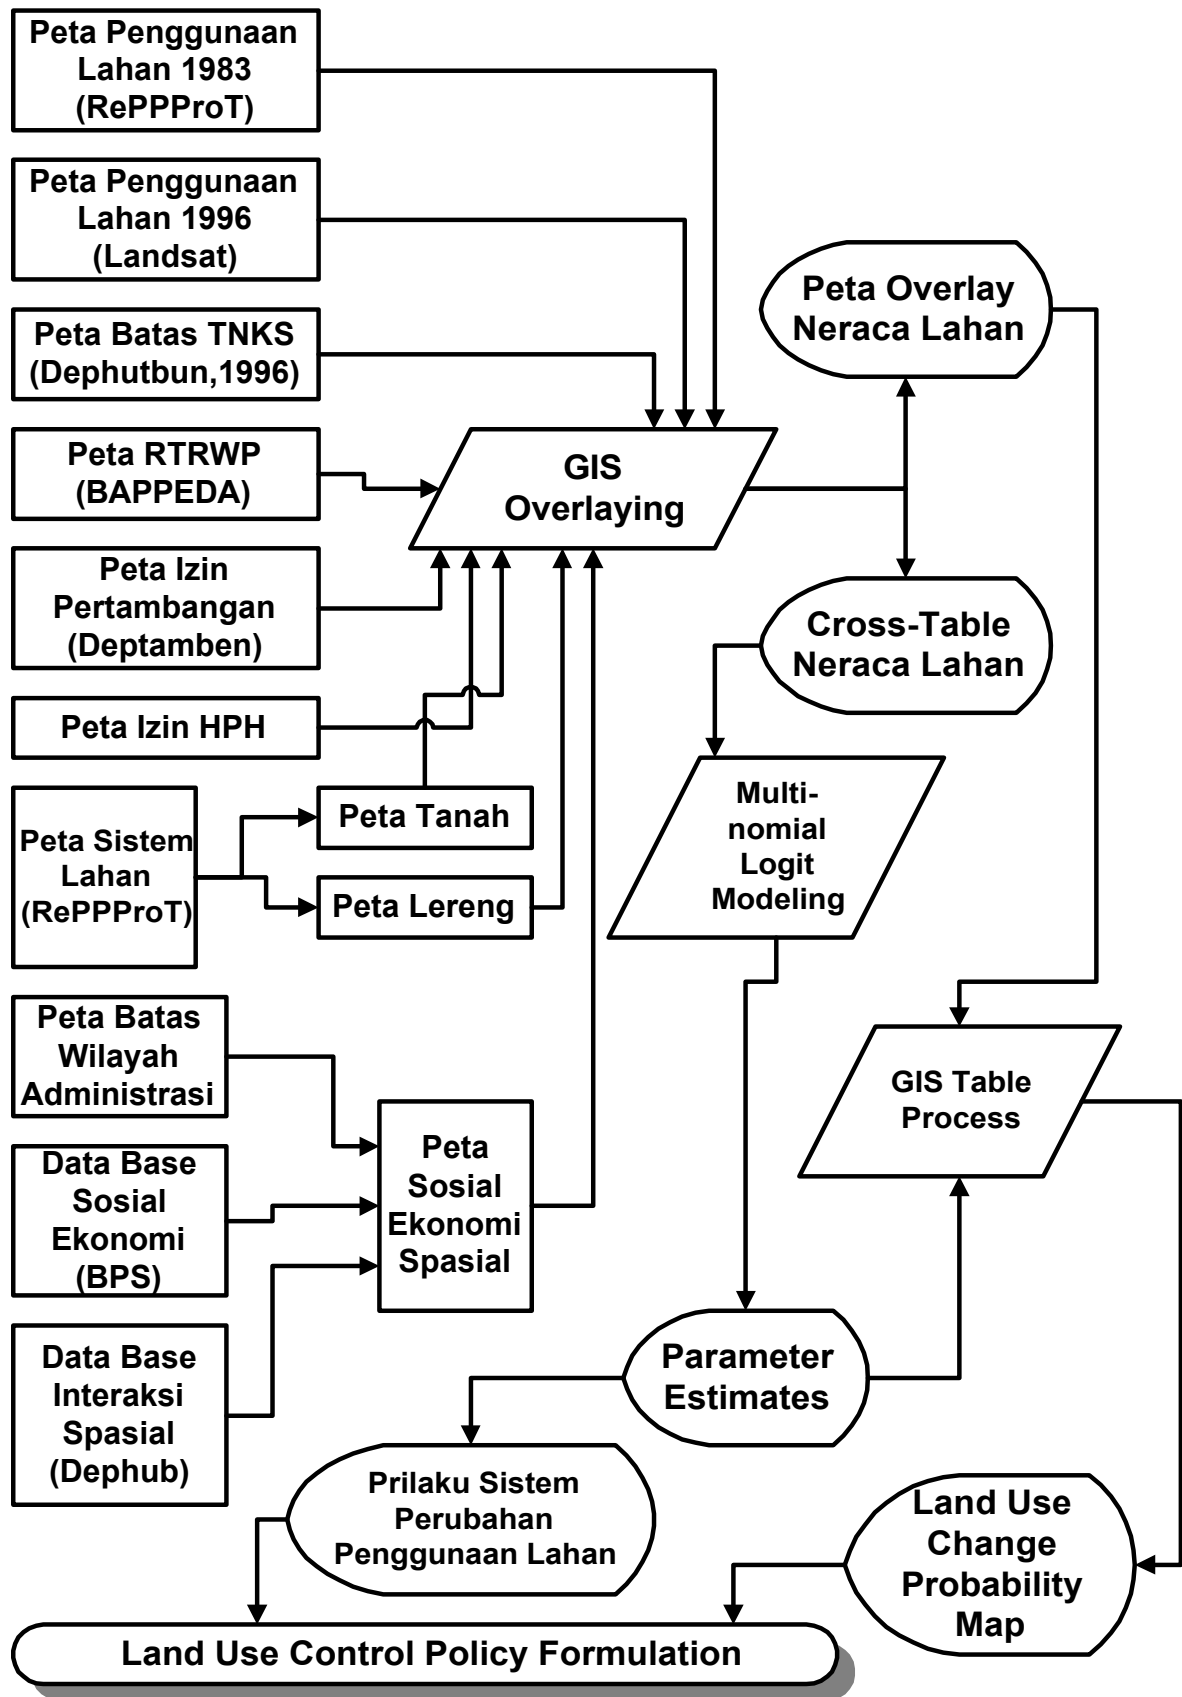 Peta Penggunaan
Lahan 1983
(RePPProT)
Peta Penggunaan
Lahan 1996
(Landsat)
Peta Batas TNKS
(Dephutbun,1996)
Peta RTRWP
(BAPPEDA)
Peta Izin
Pertambangan
(Deptamben)
Peta Izin HPH
Peta Sistem
Lahan
(RePPProT)
Peta Tanah
Peta Lereng
Peta Batas
Wilayah
Administrasi
Data Base
Sosial
Ekonomi
(BPS)
Data Base
Interaksi
Spasial
(Dephub)
Peta
Sosial
Ekonomi
Spasial
GIS
Overlaying
Peta Overlay
Neraca Lahan
Cross-Table
Neraca Lahan
Multi-
nomial
Logit
Modeling
GIS Table
Process
Parameter
Estimates
Prilaku Sistem
Perubahan
Penggunaan Lahan
Land Use
Change
Probability
Map
Land Use Control Policy Formulation